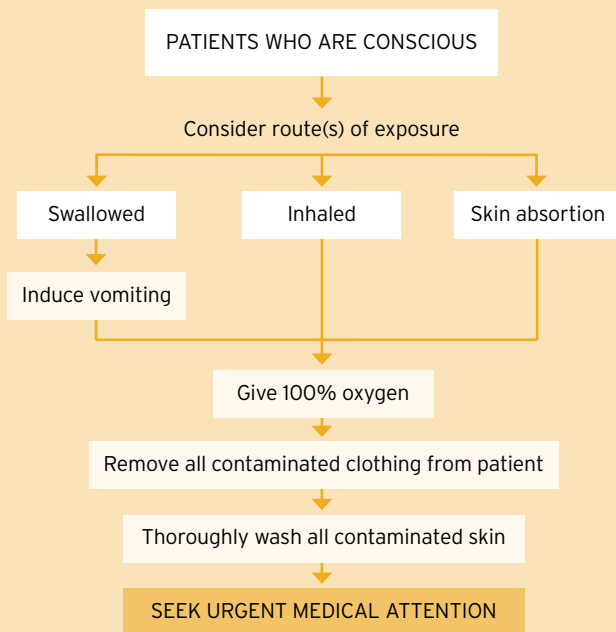 PATIENTS WHO ARE CONSCIOUS
Consider route(s) of exposure
Swallowed
Inhaled
Skin absortion
Induce vomiting
Give 100% oxygen
Remove all contaminated clothing from patient
Thoroughly wash all contaminated skin
SEEK URGENT MEDICAL ATTENTION